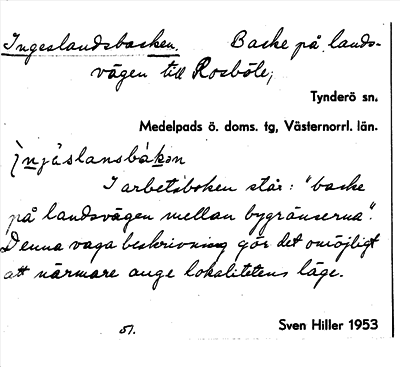 Ingeslandsbacken. Backe på lands-
vägen till Rosböle;
Tynderö sn.
Medelpads ö. doms. tg, Västernorrl. län.
I arbetsboken står: "backe
på landsvägen mellan bygränserna".
Denna vaga beskrivning gör det omöjligt
att närmare ange lokalitetens läge.
51.
Sven Hiller 1953